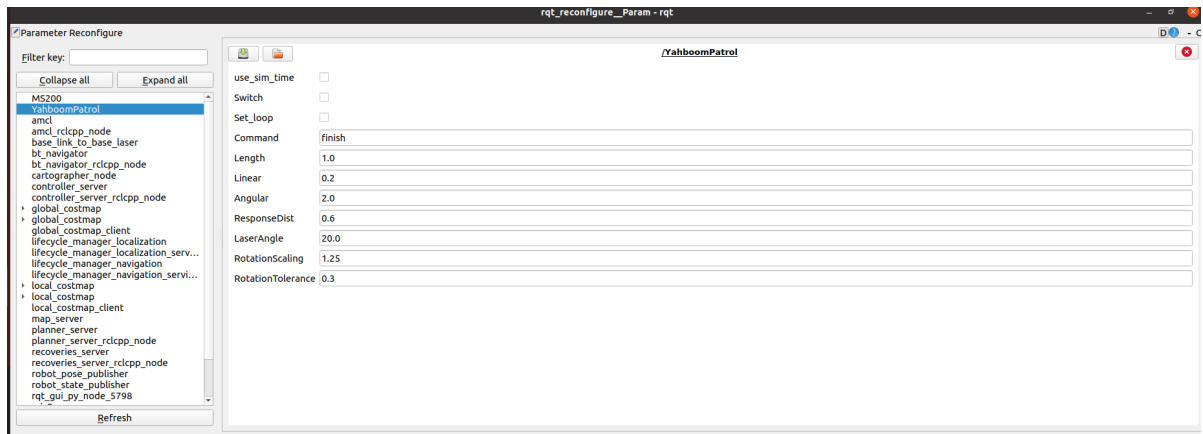 rqt_reconfigure__Param - rqt
Parameter Reconfigure
D
- O
Filter key:
Collapse all
Expand all
MS200
YahboomPatrol
amcl
amcl_rclcpp_node
base_link_to_base_laser
bt_navigator
bt_navigator_rclcpp_node
cartographer_node
controller_server
controller_server_rclcpp_node
global_costmap
global_costmap
global_costmap_client
lifecycle_manager_localization
lifecycle_manager_localization_serv...
lifecycle_manager_navigation
lifecycle_manager_navigation_servi...
local_costmap
local_costmap
local_costmap_client
map_server
planner_server
planner_server_rclcpp_node
recoveries_server
recoveries_server_rclcpp_node
robot_pose_publisher
robot_state_publisher
rqt_gui_py_node_5798
Refresh
/YahboomPatrol
use_sim_time
Switch
Set_loop
Command finish
Length 1.0
Linear 0.2
Angular 2.0
ResponseDist 0.6
LaserAngle 20.0
RotationScaling 1.25
RotationTolerance 0.3